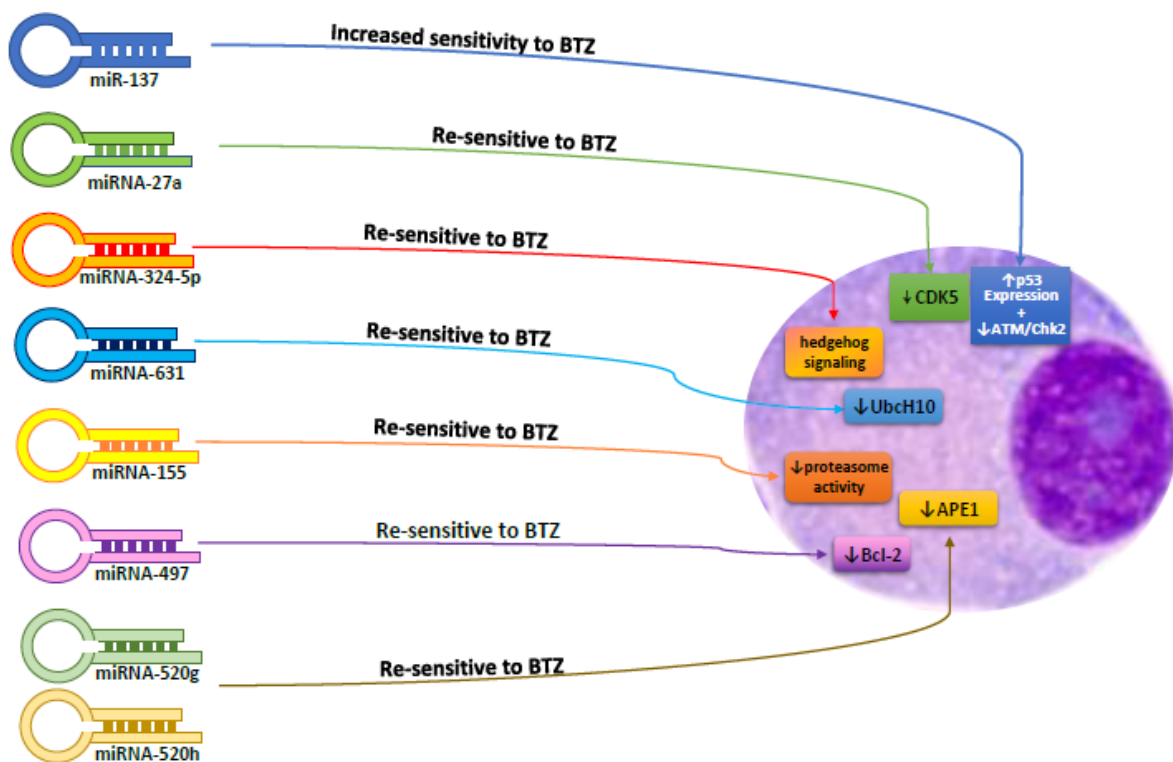 Increased sensitivity to BTZ
miR-137
Re-sensitive to BTZ
miRNA-27a
Re-sensitive to BTZ
miRNA-324-5p
↓CDK5
↑p53
Expression
+
↓ATM/Chk2
hedgehog
signaling
Re-sensitive to BTZ
miRNA-631
↓UbcH10
Re-sensitive to BTZ
miRNA-155
↓proteasome
activity
↓APE1
Re-sensitive to BTZ
miRNA-497
↓Bcl-2
miRNA-520g
Re-sensitive to BTZ
miRNA-520h